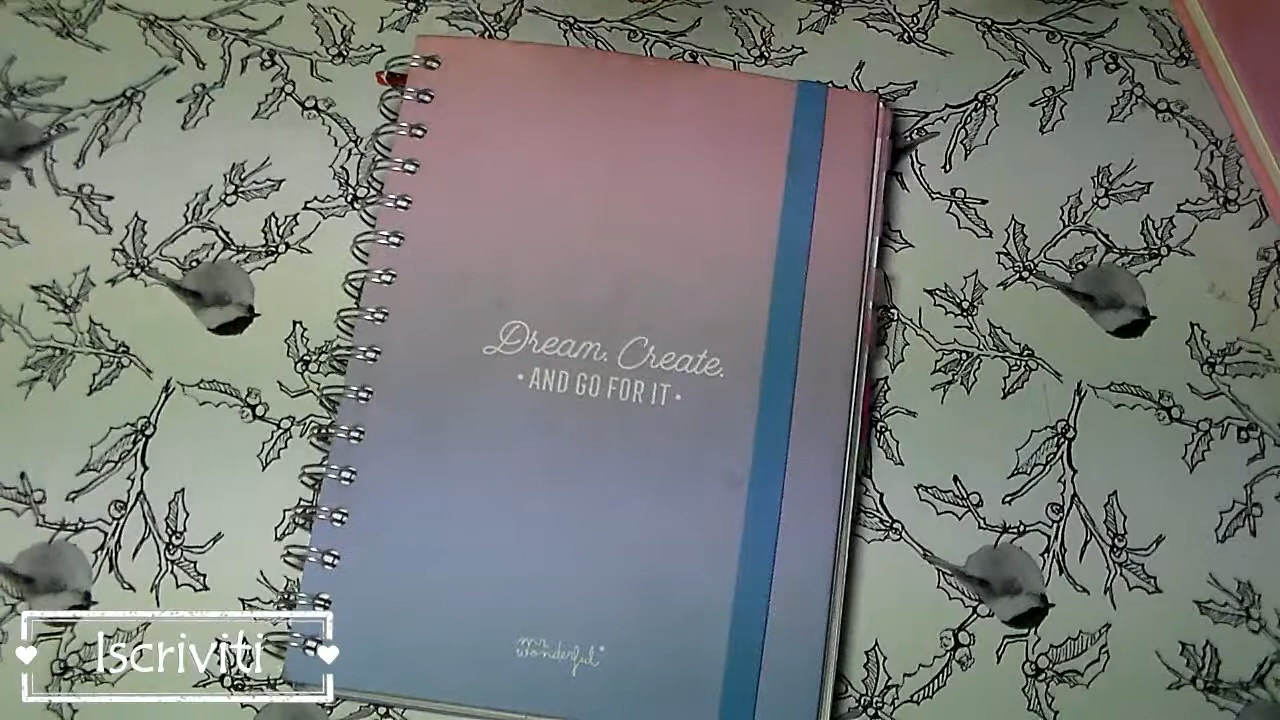 Dream. Create.
• AND GO FOR IT •
mr.
wonderful*
Iscriviti